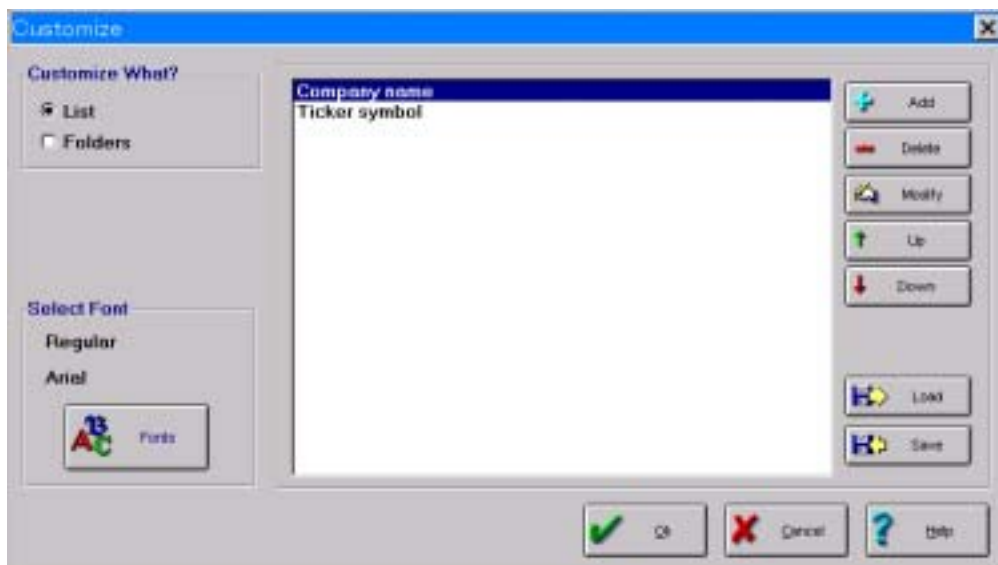 Customize
Customize What?
List
Folders
Select Font
Regular
Arial
Fonts
Company name
Ticker symbol
Add
Delete
Modify
Up
Down
Load
Save
Ok
Cancel
Help